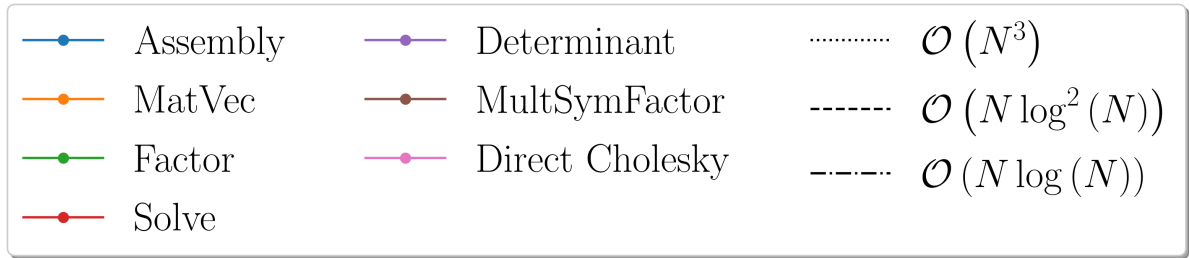 Assembly
MatVec
Factor
Solve
Determinant
MultSymFactor
Direct Cholesky
𝒪 (N³)
𝒪 (N log² (N))
𝒪 (N log (N))